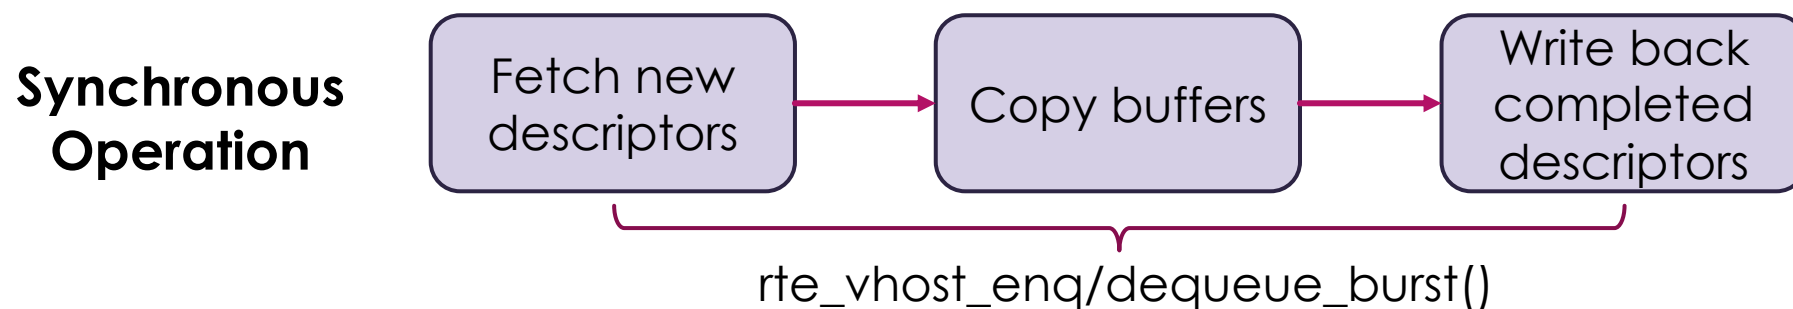 Synchronous
Operation
Fetch new
descriptors
Copy buffers
Write back
completed
descriptors
rte_vhost_enq/dequeue_burst()